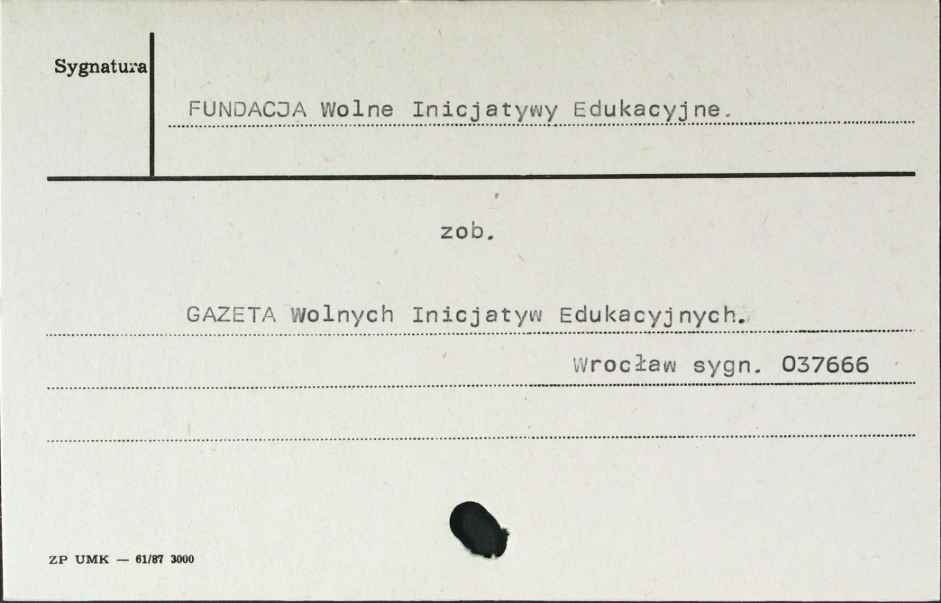 Sygnatura
FUNDACJA Wolne Inicjatywy Edukacyjne.
zob.
GAZETA Wolnych Inicjatyw Edukacyjnych.
Wrocław sygn. 037666
ZP UMK — 61/87 3000